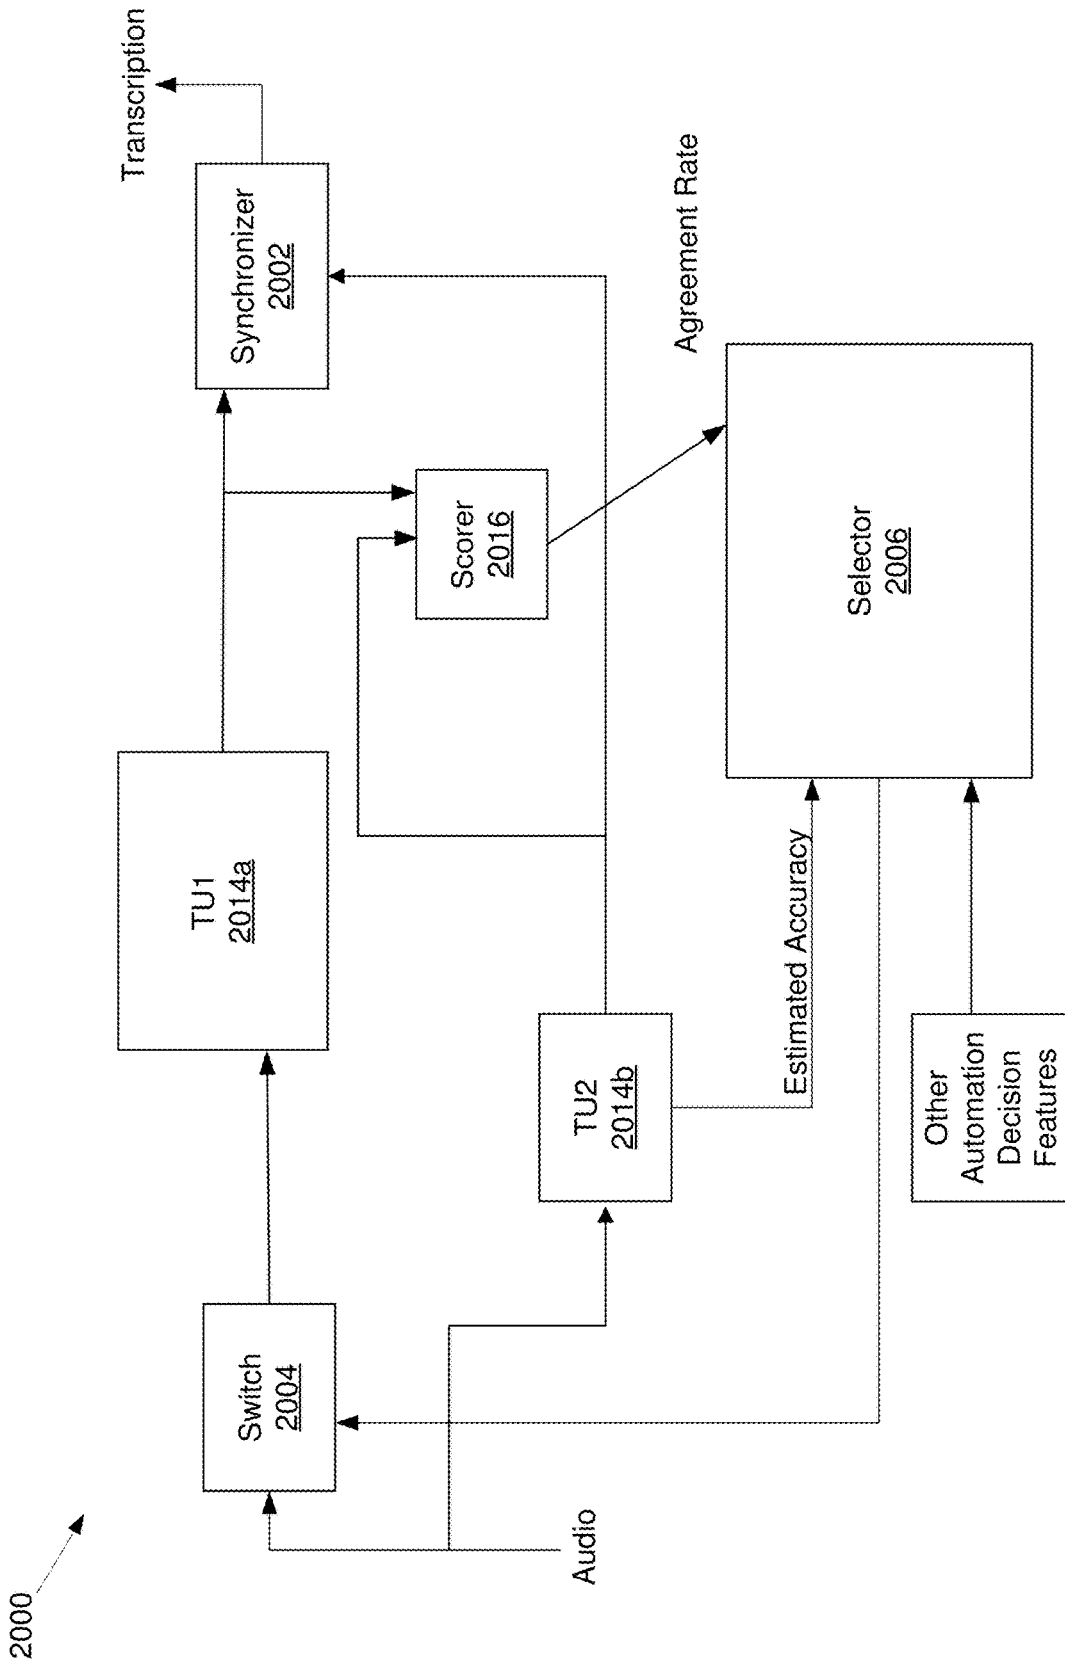 2000
Transcription
Switch
2004
TU1
2014a
Synchronizer
2002
Scorer
2016
Audio
TU2
2014b
Agreement Rate
Estimated Accuracy
Selector
2006
Other
Automation
Decision
Features